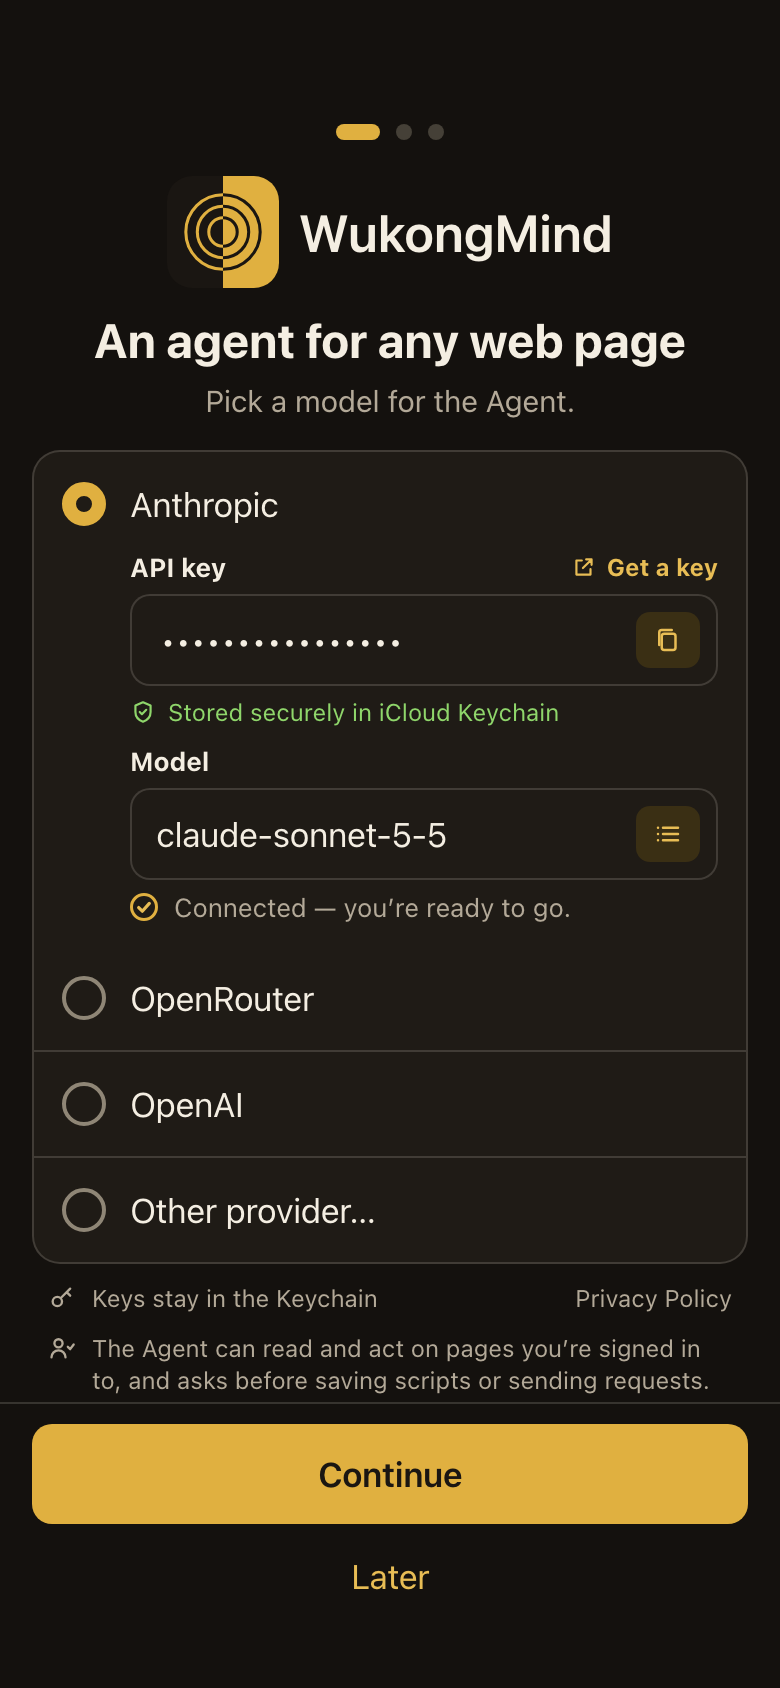 WukongMind
An agent for any web page
Pick a model for the Agent.
Anthropic
API key
Get a key
••••••••••••••••
Stored securely in iCloud Keychain
Model
claude-sonnet-5-5
Connected — you’re ready to go.
OpenRouter
OpenAI
Other provider...
Keys stay in the Keychain
Privacy Policy
The Agent can read and act on pages you’re signed in
to, and asks before saving scripts or sending requests.
Continue
Later